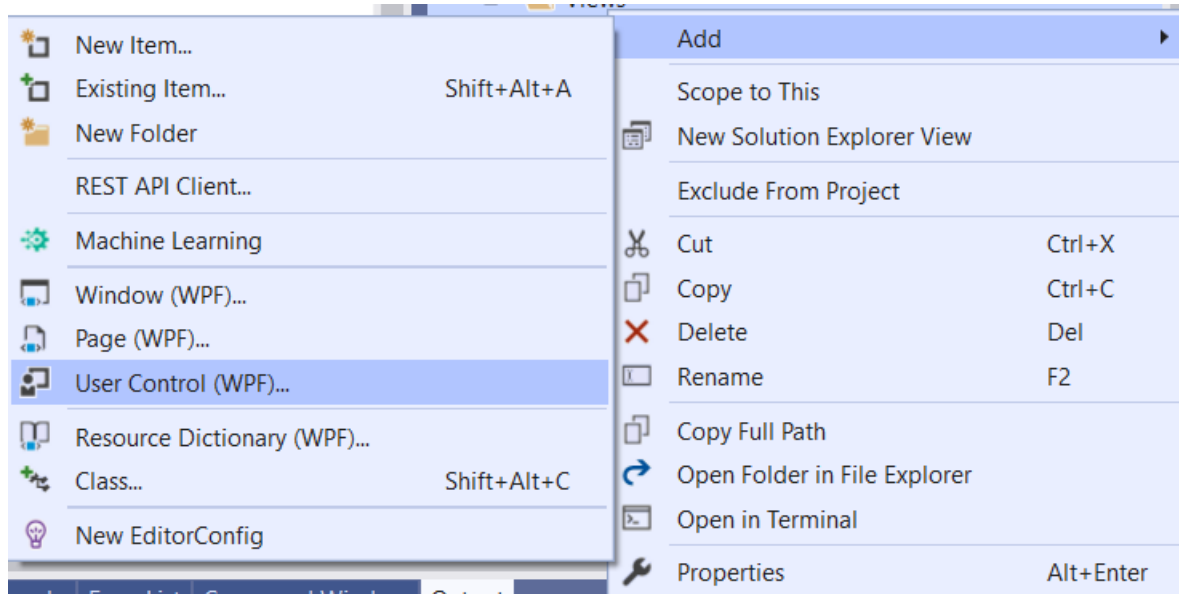 Views
New Item...
Existing Item... Shift+Alt+A
New Folder
REST API Client...
Machine Learning
Window (WPF)...
Page (WPF)...
User Control (WPF)...
Resource Dictionary (WPF)...
Class... Shift+Alt+C
New EditorConfig
Add
Scope to This
New Solution Explorer View
Exclude From Project
Cut Ctrl+X
Copy Ctrl+C
Delete Del
Rename F2
Copy Full Path
Open Folder in File Explorer
Open in Terminal
Properties Alt+Enter